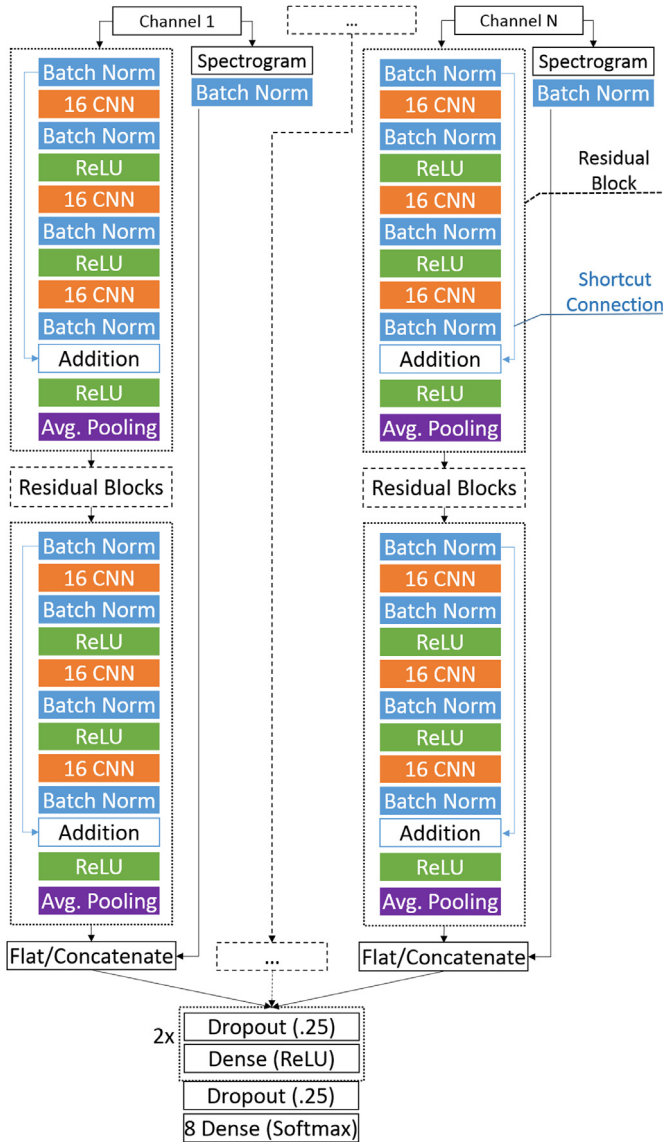 Channel 1
Spectrogram
Batch Norm
Batch Norm
16 CNN
Batch Norm
ReLU
16 CNN
Batch Norm
ReLU
16 CNN
Batch Norm
Addition
ReLU
Avg. Pooling
Residual Blocks
Batch Norm
16 CNN
Batch Norm
ReLU
16 CNN
Batch Norm
ReLU
16 CNN
Batch Norm
Addition
ReLU
Avg. Pooling
Flat/Concatenate
...
...
Channel N
Spectrogram
Batch Norm
Batch Norm
16 CNN
Batch Norm
ReLU
16 CNN
Batch Norm
ReLU
16 CNN
Batch Norm
Addition
ReLU
Avg. Pooling
Residual
Block
Shortcut
Connection
Residual Blocks
Batch Norm
16 CNN
Batch Norm
ReLU
16 CNN
Batch Norm
ReLU
16 CNN
Batch Norm
Addition
ReLU
Avg. Pooling
Flat/Concatenate
2x
Dropout (.25)
Dense (ReLU)
Dropout (.25)
8 Dense (Softmax)